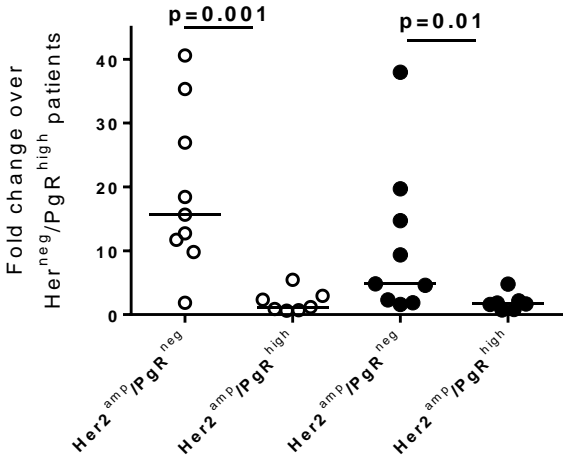 p=0.001
p=0.01
Fold change over
Her^neg/PgR^high patients
40
30
20
10
0
Her2^amp/PgR^neg
Her2^amp/PgR^high
Her2^amp/PgR^neg
Her2^amp/PgR^high